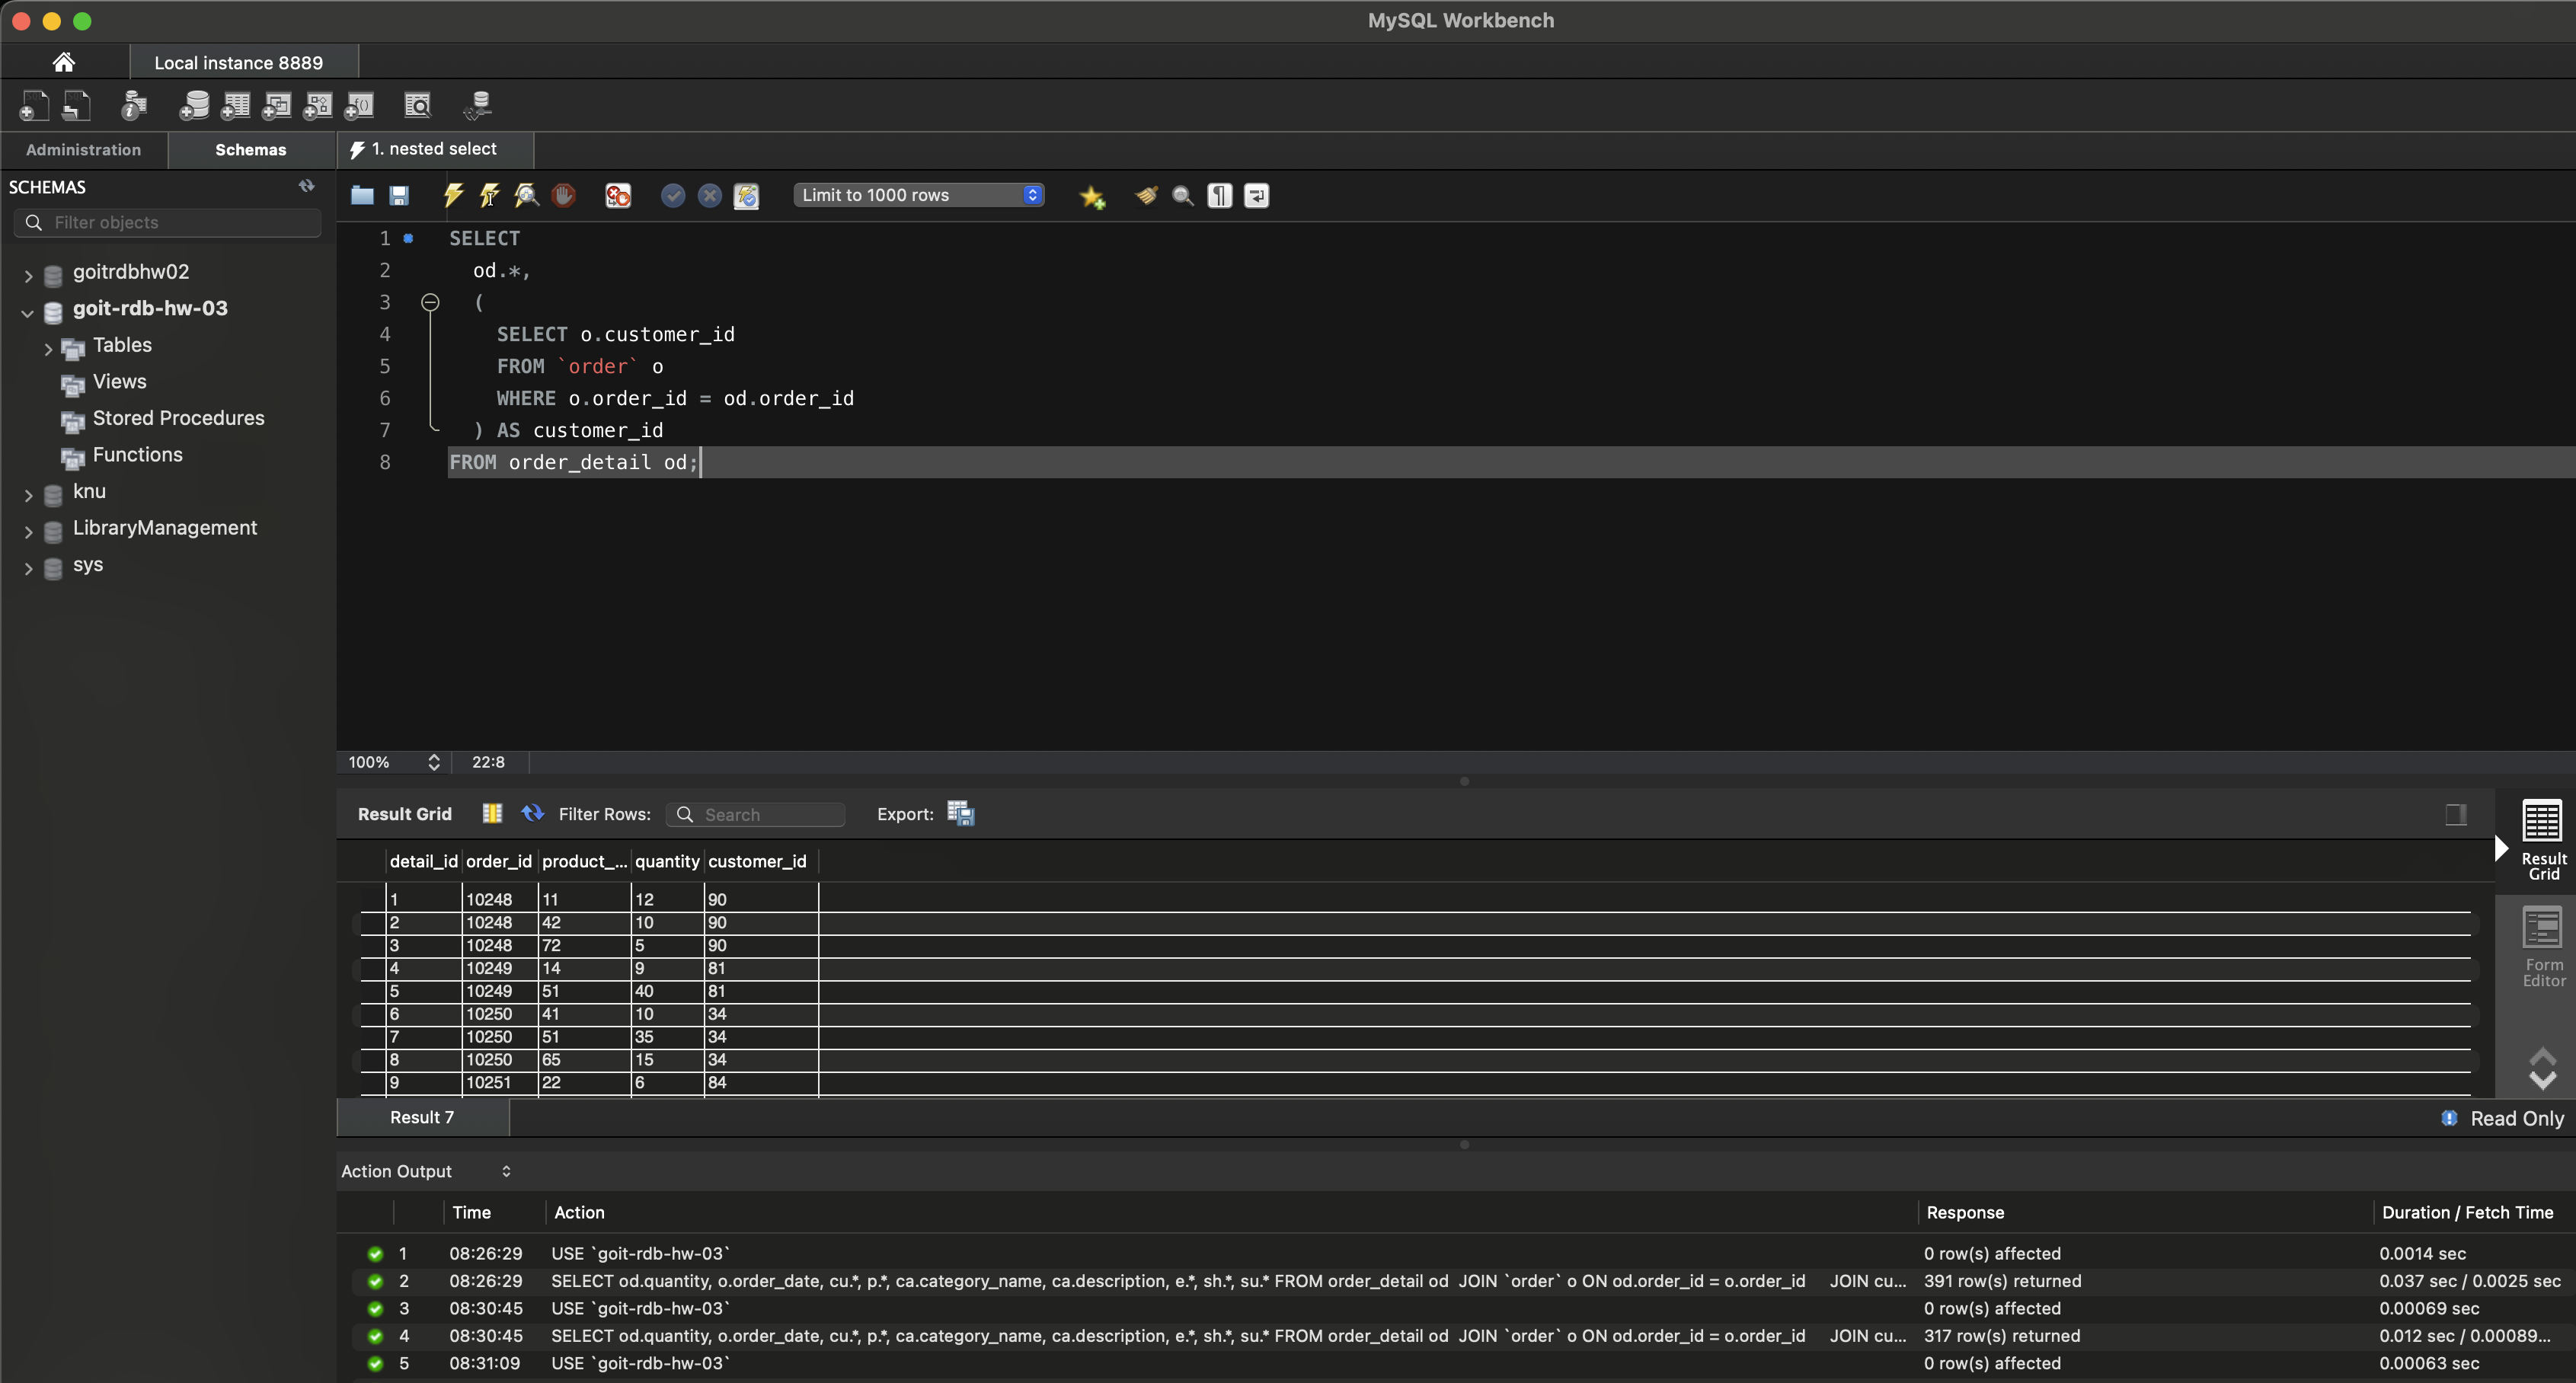 MySQL Workbench
Local instance 8889
Administration Schemas 1. nested select
SCHEMAS
Filter objects
Limit to 1000 rows
goitrdbhw02
goit-rdb-hw-03
Tables
Views
Stored Procedures
Functions
knu
LibraryManagement
sys
1 SELECT
2 od.*,
3 (
4 SELECT o.customer_id
5 FROM `order` o
6 WHERE o.order_id = od.order_id
7 ) AS customer_id
8 FROM order_detail od;
100% 22:8
Result Grid Filter Rows: Search Export:
detail_id order_id product_... quantity customer_id
1 10248 11 12 90
2 10248 42 10 90
3 10248 72 5 90
4 10249 14 9 81
5 10249 51 40 81
6 10250 41 10 34
7 10250 51 35 34
8 10250 65 15 34
9 10251 22 6 84
Result
Grid
Form
Editor
Result 7 Read Only
Action Output
Time Action Response Duration / Fetch Time
1 08:26:29 USE `goit-rdb-hw-03` 0 row(s) affected 0.0014 sec
2 08:26:29 SELECT od.quantity, o.order_date, cu.*, p.*, ca.category_name, ca.description, e.*, sh.*, su.* FROM order_detail od JOIN `order` o ON od.order_id = o.order_id JOIN cu... 391 row(s) returned 0.037 sec / 0.0025 sec
3 08:30:45 USE `goit-rdb-hw-03` 0 row(s) affected 0.00069 sec
4 08:30:45 SELECT od.quantity, o.order_date, cu.*, p.*, ca.category_name, ca.description, e.*, sh.*, su.* FROM order_detail od JOIN `order` o ON od.order_id = o.order_id JOIN cu... 317 row(s) returned 0.012 sec / 0.00089...
5 08:31:09 USE `goit-rdb-hw-03` 0 row(s) affected 0.00063 sec